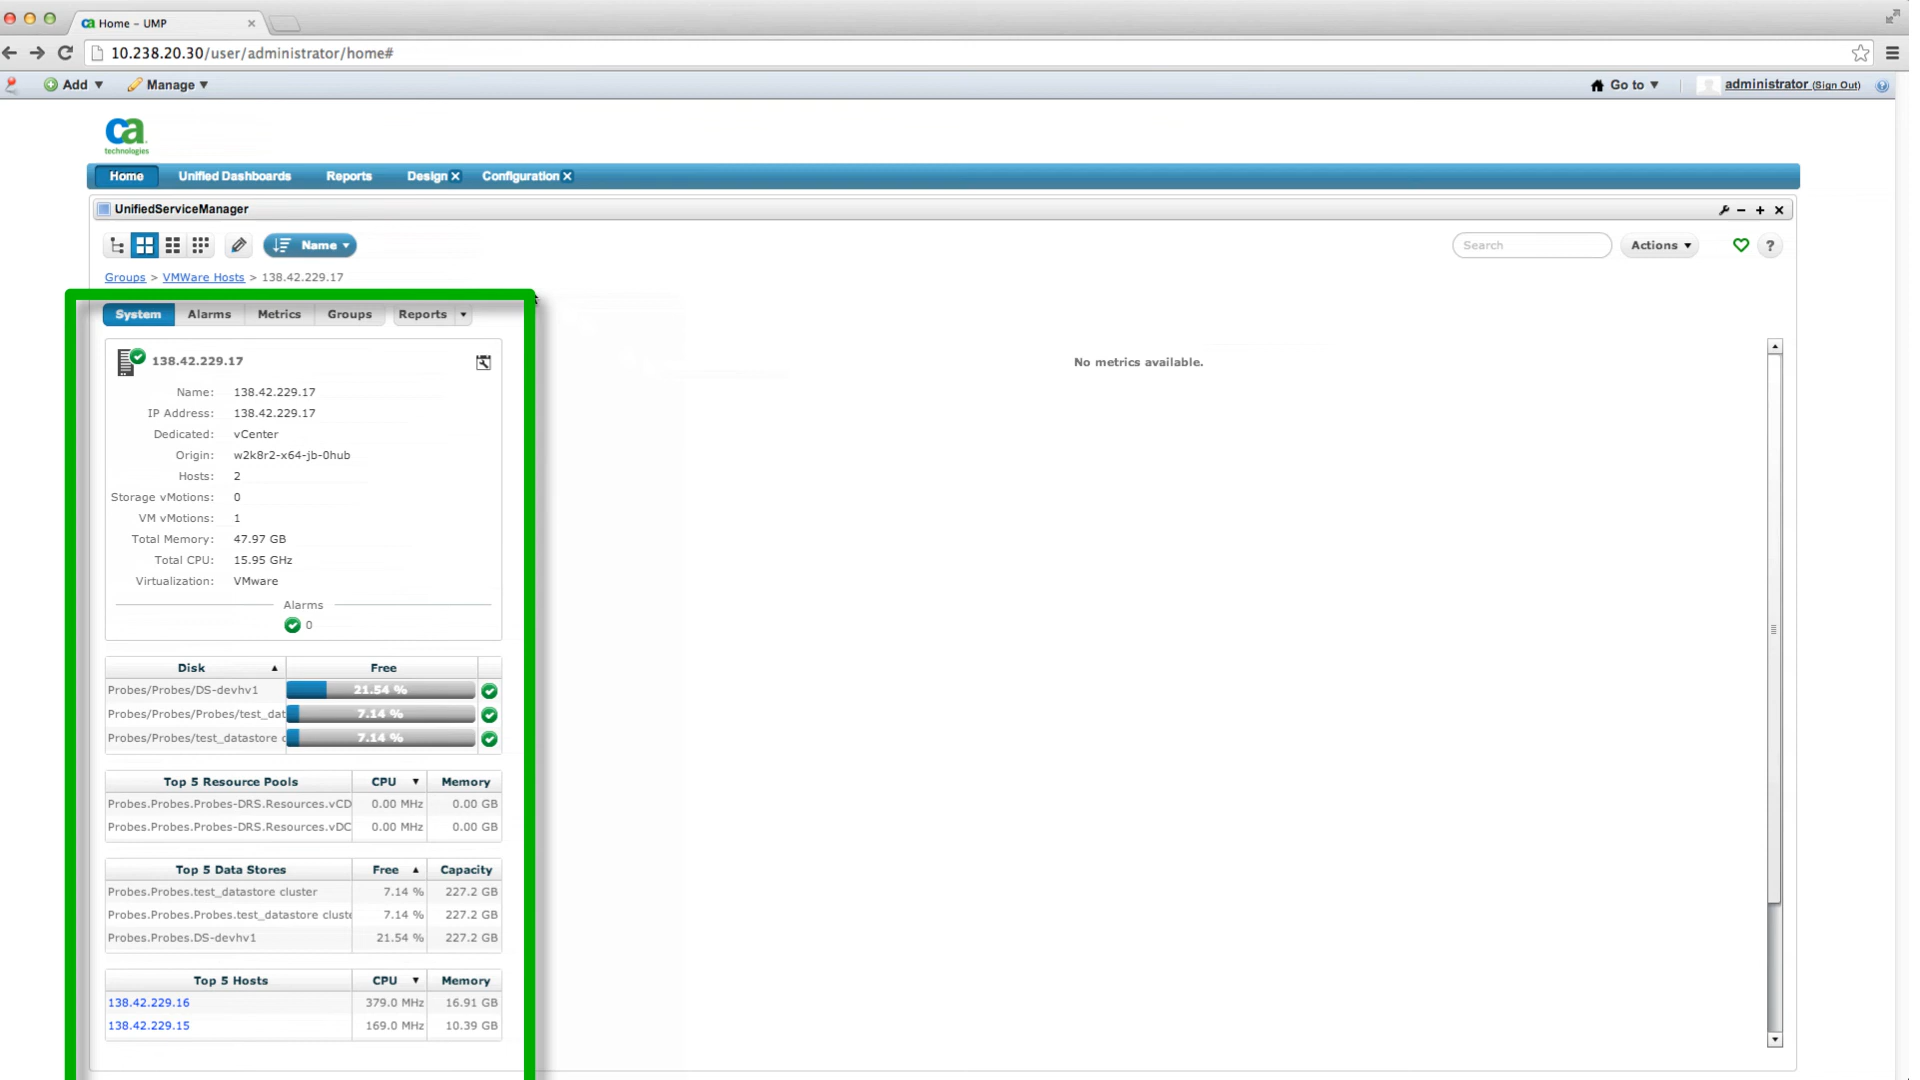 Home – UMP
10.238.20.30/user/administrator/home#
Add Manage Go to administrator (Sign Out)
ca
technologies
Home Unified Dashboards Reports Design Configuration
UnifiedServiceManager
Name Search Actions ?
Groups > VMWare Hosts > 138.42.229.17
System Alarms Metrics Groups Reports
138.42.229.17
No metrics available.
Name: 138.42.229.17
IP Address: 138.42.229.17
Dedicated: vCenter
Origin: w2k8r2-x64-jb-0hub
Hosts: 2
Storage vMotions: 0
VM vMotions: 1
Total Memory: 47.97 GB
Total CPU: 15.95 GHz
Virtualization: VMware
Alarms
0
Disk Free
Probes/Probes/DS-devhv1 21.54 %
Probes/Probes/Probes/test_dat 7.14 %
Probes/Probes/test_datastore c 7.14 %
Top 5 Resource Pools CPU Memory
Probes.Probes.Probes-DRS.Resources.vCD 0.00 MHz 0.00 GB
Probes.Probes.Probes-DRS.Resources.vDC 0.00 MHz 0.00 GB
Top 5 Data Stores Free Capacity
Probes.Probes.test_datastore cluster 7.14 % 227.2 GB
Probes.Probes.Probes.test_datastore cluste 7.14 % 227.2 GB
Probes.Probes.DS-devhv1 21.54 % 227.2 GB
Top 5 Hosts CPU Memory
138.42.229.16 379.0 MHz 16.91 GB
138.42.229.15 169.0 MHz 10.39 GB